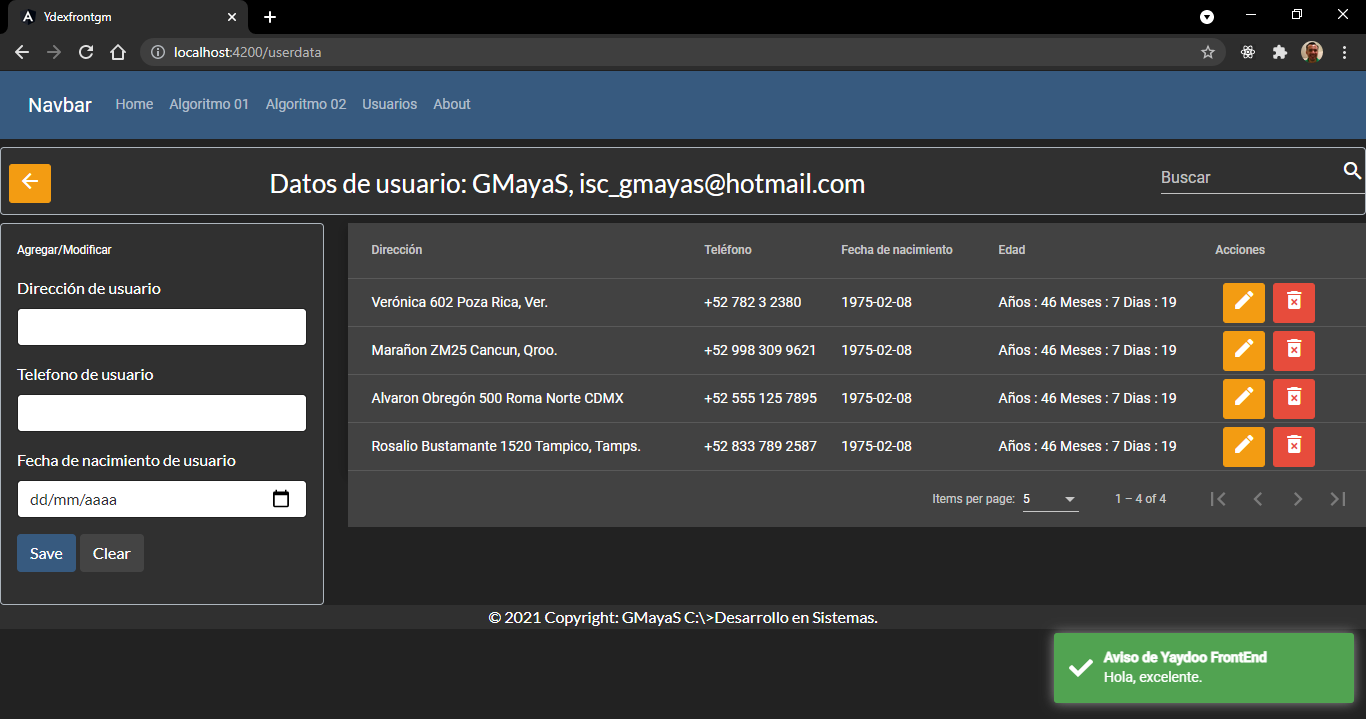 Ydexfrontgm
localhost:4200/userdata
Navbar Home Algoritmo 01 Algoritmo 02 Usuarios About
Datos de usuario: GMayaS, isc_gmayas@hotmail.com
Buscar
Agregar/Modificar
Dirección de usuario
Telefono de usuario
Fecha de nacimiento de usuario
dd/mm/aaaa
Save Clear
Dirección Teléfono Fecha de nacimiento Edad Acciones
Verónica 602 Poza Rica, Ver. +52 782 3 2380 1975-02-08 Años : 46 Meses : 7 Dias : 19
Marañon ZM25 Cancun, Qroo. +52 998 309 9621 1975-02-08 Años : 46 Meses : 7 Dias : 19
Alvaron Obregón 500 Roma Norte CDMX +52 555 125 7895 1975-02-08 Años : 46 Meses : 7 Dias : 19
Rosalio Bustamante 1520 Tampico, Tamps. +52 833 789 2587 1975-02-08 Años : 46 Meses : 7 Dias : 19
Items per page: 5 1 – 4 of 4
© 2021 Copyright: GMayaS C:\>Desarrollo en Sistemas.
Aviso de Yaydoo FrontEnd
Hola, excelente.